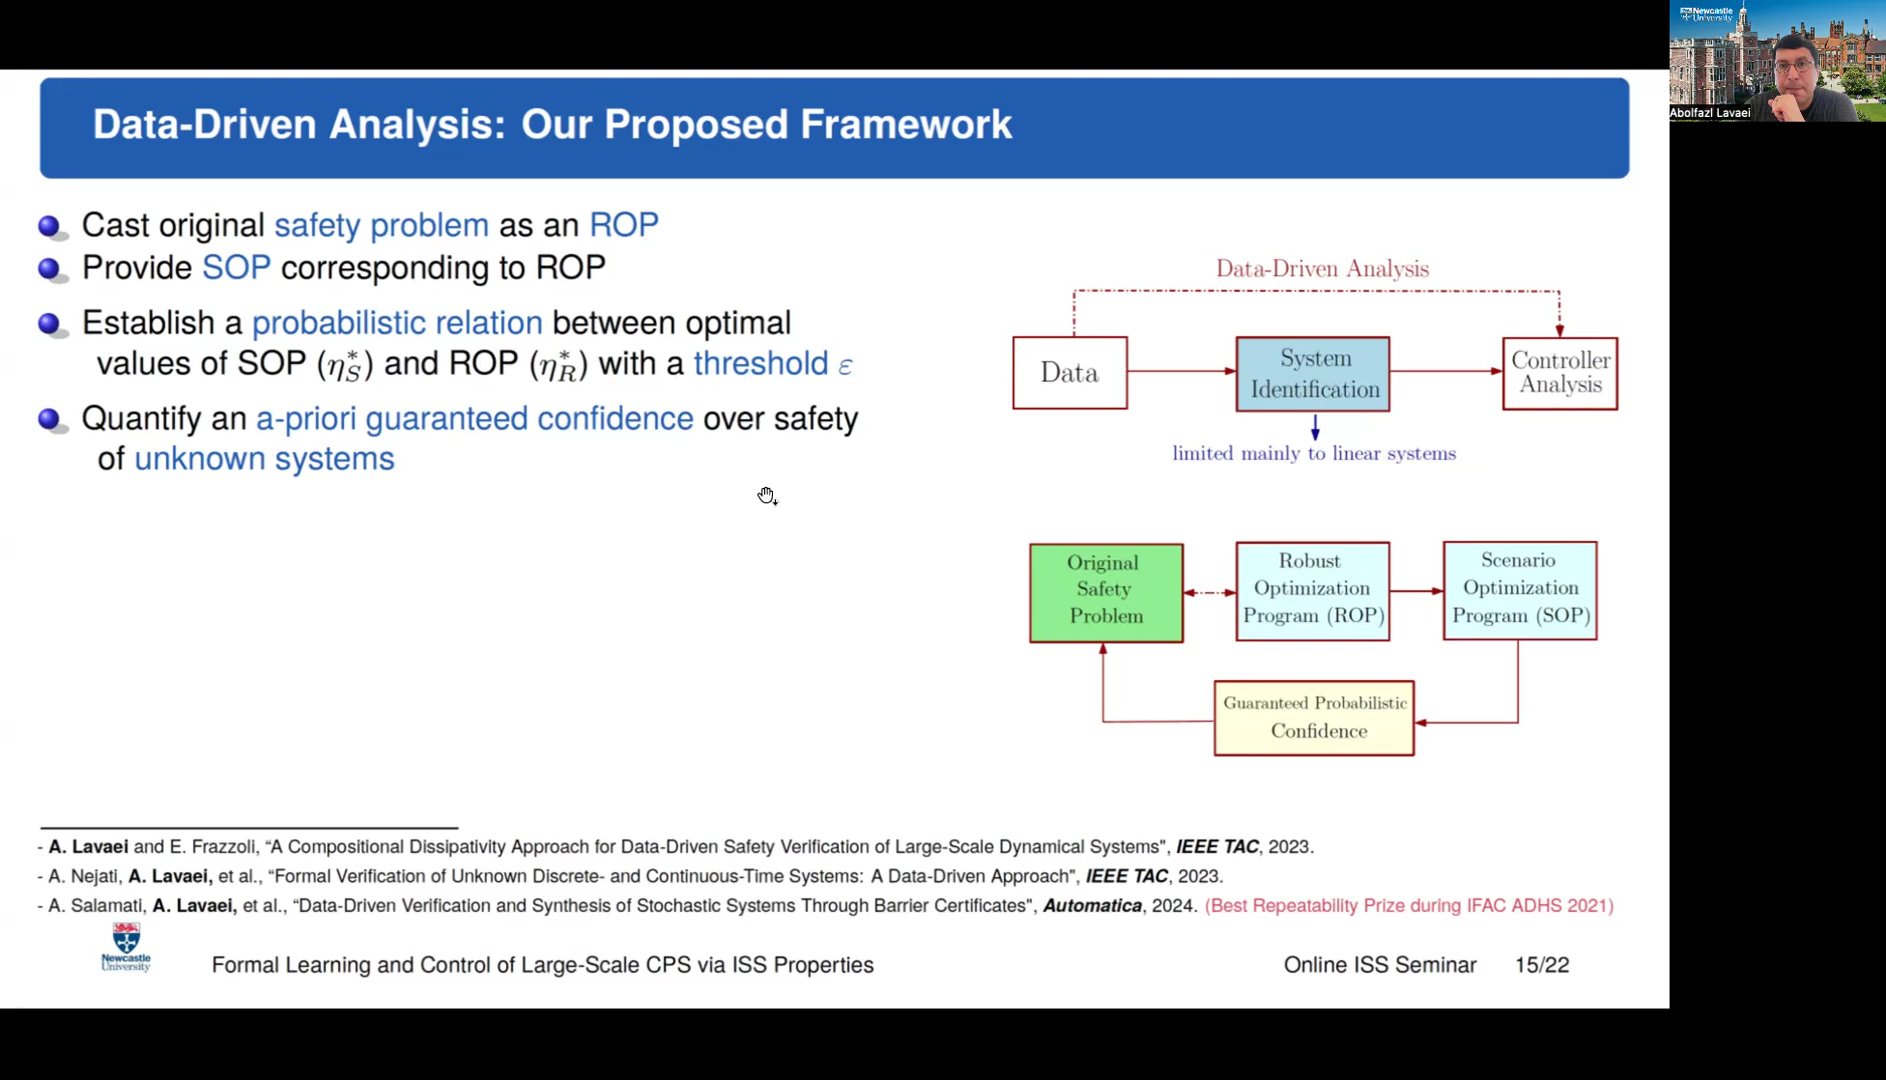 Newcastle
University
Abolfazl Lavaei
Data-Driven Analysis: Our Proposed Framework
Cast original safety problem as an ROP
Provide SOP corresponding to ROP
Establish a probabilistic relation between optimal
values of SOP (η*S) and ROP (η*R) with a threshold ε
Quantify an a-priori guaranteed confidence over safety
of unknown systems
Data-Driven Analysis
Data
System
Identification
Controller
Analysis
limited mainly to linear systems
Original
Safety
Problem
Robust
Optimization
Program (ROP)
Scenario
Optimization
Program (SOP)
Guaranteed Probabilistic
Confidence
- A. Lavaei and E. Frazzoli, “A Compositional Dissipativity Approach for Data-Driven Safety Verification of Large-Scale Dynamical Systems", IEEE TAC, 2023.
- A. Nejati, A. Lavaei, et al., “Formal Verification of Unknown Discrete- and Continuous-Time Systems: A Data-Driven Approach", IEEE TAC, 2023.
- A. Salamati, A. Lavaei, et al., “Data-Driven Verification and Synthesis of Stochastic Systems Through Barrier Certificates", Automatica, 2024. (Best Repeatability Prize during IFAC ADHS 2021)
Newcastle
University
Formal Learning and Control of Large-Scale CPS via ISS Properties
Online ISS Seminar
15/22